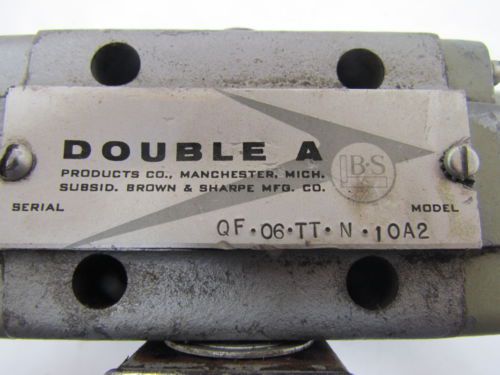 DOUBLE A
PRODUCTS CO., MANCHESTER, MICH.
SUBSID. BROWN & SHARPE MFG. CO.
B·S
SERIAL MODEL
QF·06·TT·N·10A2